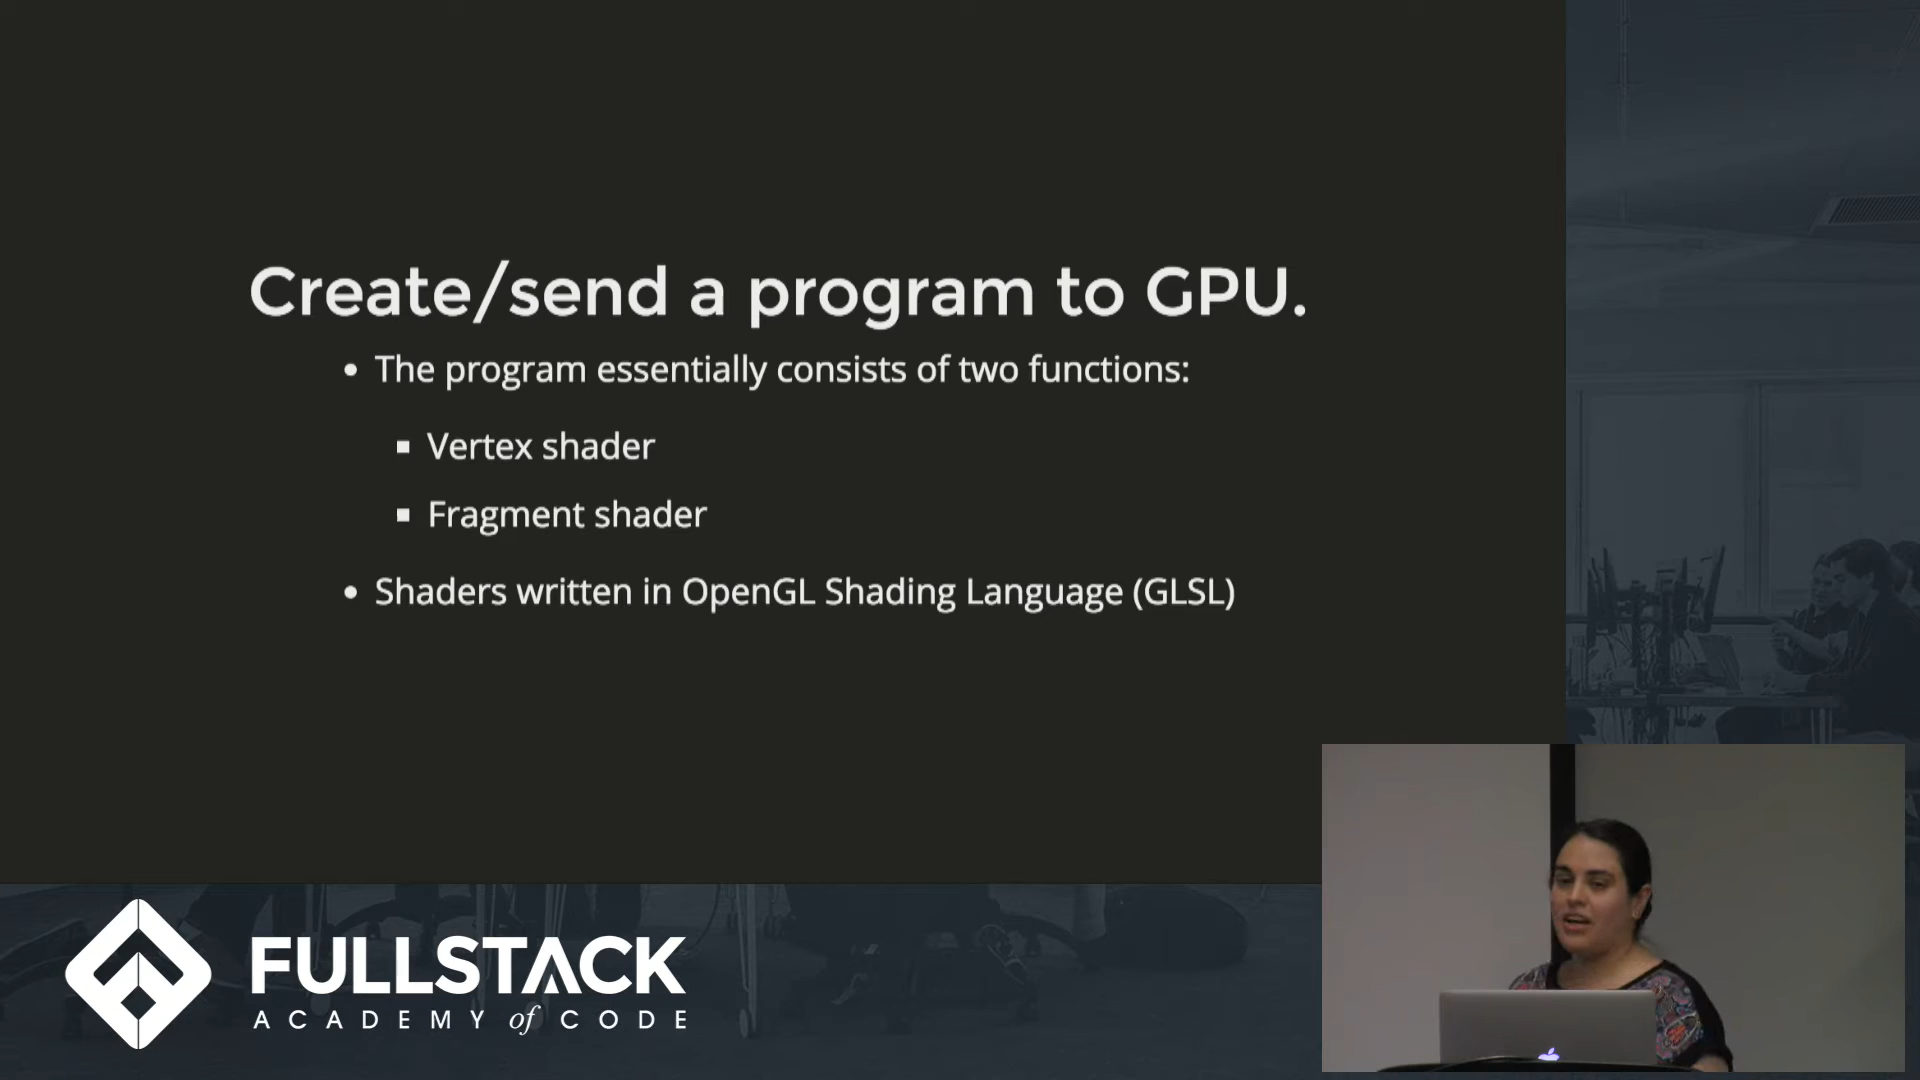 Create/send a program to GPU.
The program essentially consists of two functions:
Vertex shader
Fragment shader
Shaders written in OpenGL Shading Language (GLSL)
FULLSTACK
ACADEMY of CODE